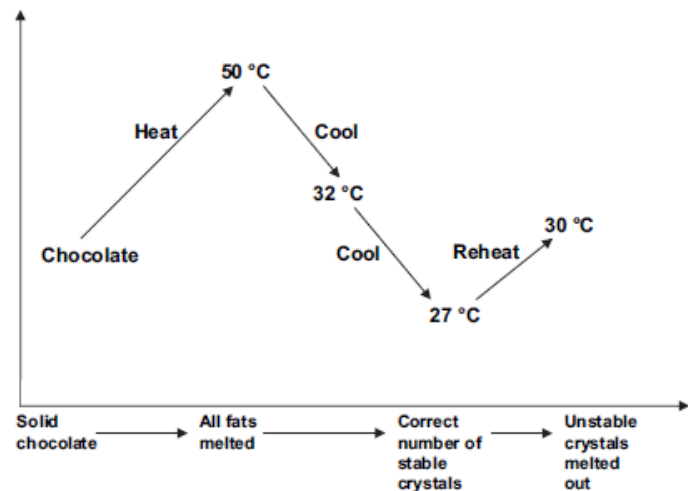 50 °C
Heat
Cool
32 °C
Chocolate
Cool
Reheat
30 °C
27 °C
Solid
chocolate
All fats
melted
Correct
number of
stable
crystals
Unstable
crystals
melted
out